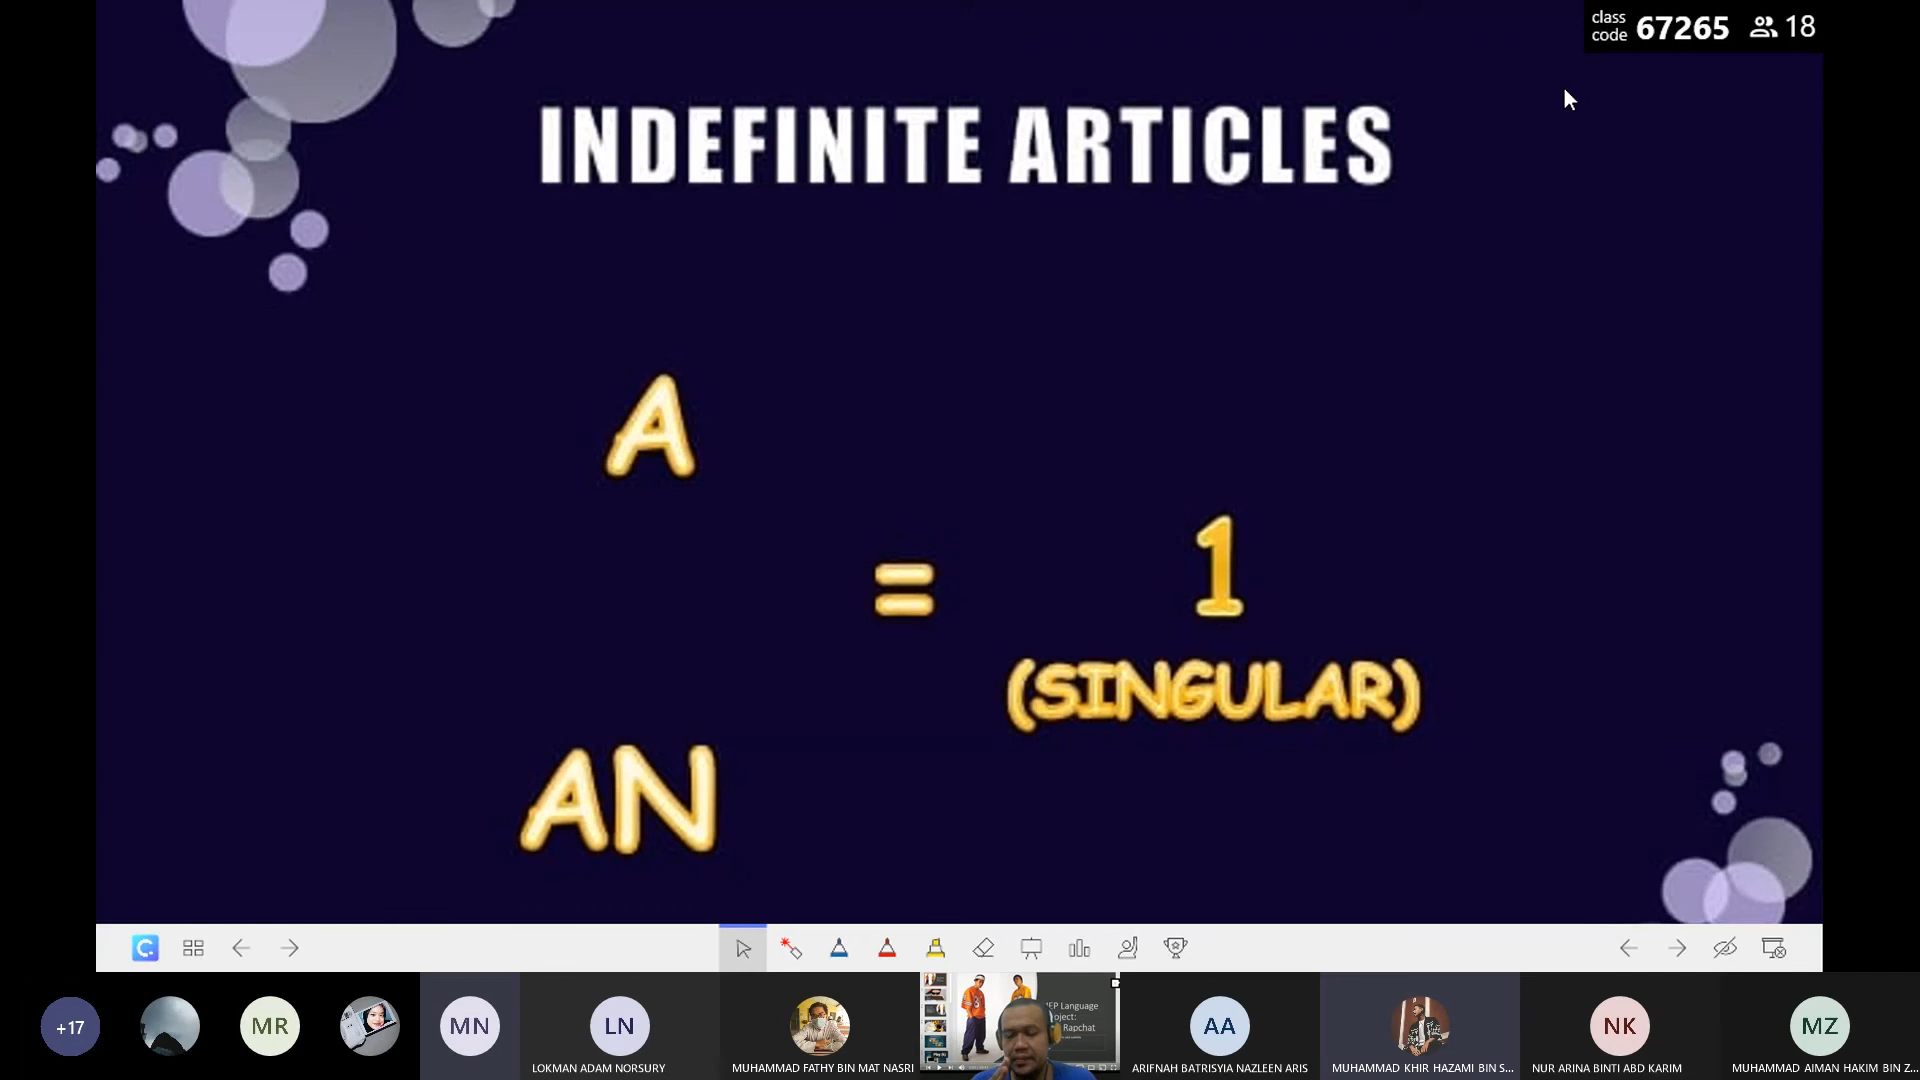 class
code 67265 18
INDEFINITE ARTICLES
A
= 1
(SINGULAR)
AN
+17
MR
MN
LN
LOKMAN ADAM NORSURY
MUHAMMAD FATHY BIN MAT NASRI
Language
Rapchat
AA
ARIFNAH BATRISYIA NAZLEEN ARIS
MUHAMMAD KHIR HAZAMI BIN S...
NK
NUR ARINA BINTI ABD KARIM
MZ
MUHAMMAD AIMAN HAKIM BIN Z...